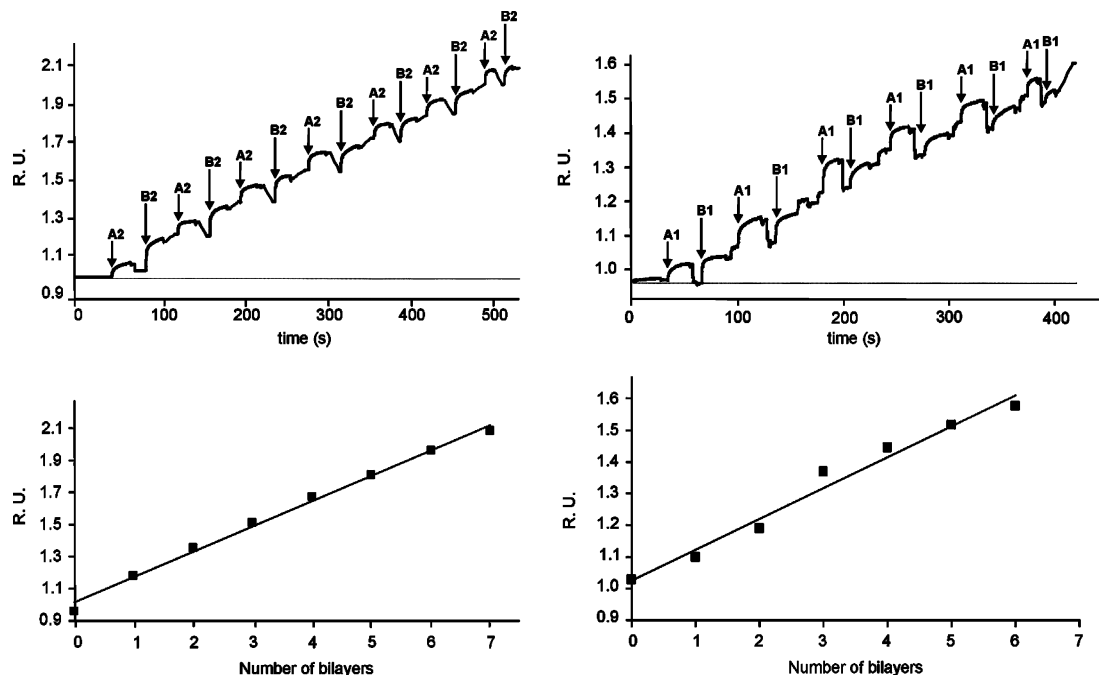 R. U.
2.1
1.9
1.7
1.5
1.3
1.1
0.9
A2
B2
A2
B2
A2
B2
A2
B2
A2
B2
A2
B2
A2
B2
0
100
200
300
400
500
time (s)
R. U.
1.6
1.5
1.4
1.3
1.2
1.1
1.0
0.9
A1
B1
A1
B1
A1
B1
A1
B1
A1
B1
A1
B1
0
100
200
300
400
time (s)
R. U.
2.1
1.9
1.7
1.5
1.3
1.1
0.9
0
1
2
3
4
5
6
7
Number of bilayers
R. U.
1.6
1.5
1.4
1.3
1.2
1.1
1.0
0.9
0
1
2
3
4
5
6
7
Number of bilayers